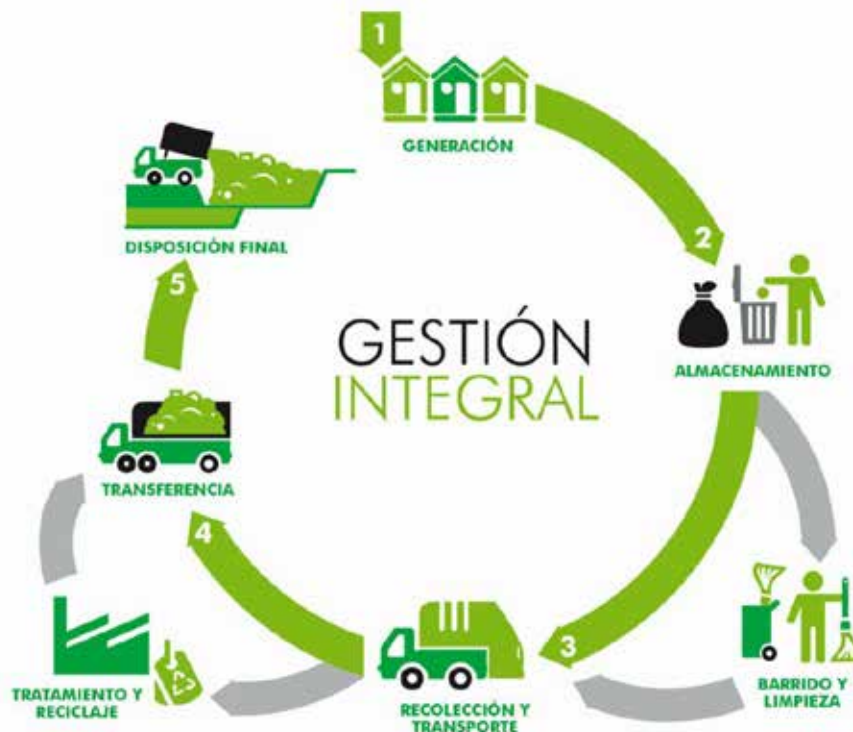 1
GENERACIÓN
2
ALMACENAMIENTO
BARRIDO Y
LIMPIEZA
3
RECOLECCIÓN Y
TRANSPORTE
TRATAMIENTO Y
RECICLAJE
4
TRANSFERENCIA
5
DISPOSICIÓN FINAL
GESTIÓN
INTEGRAL